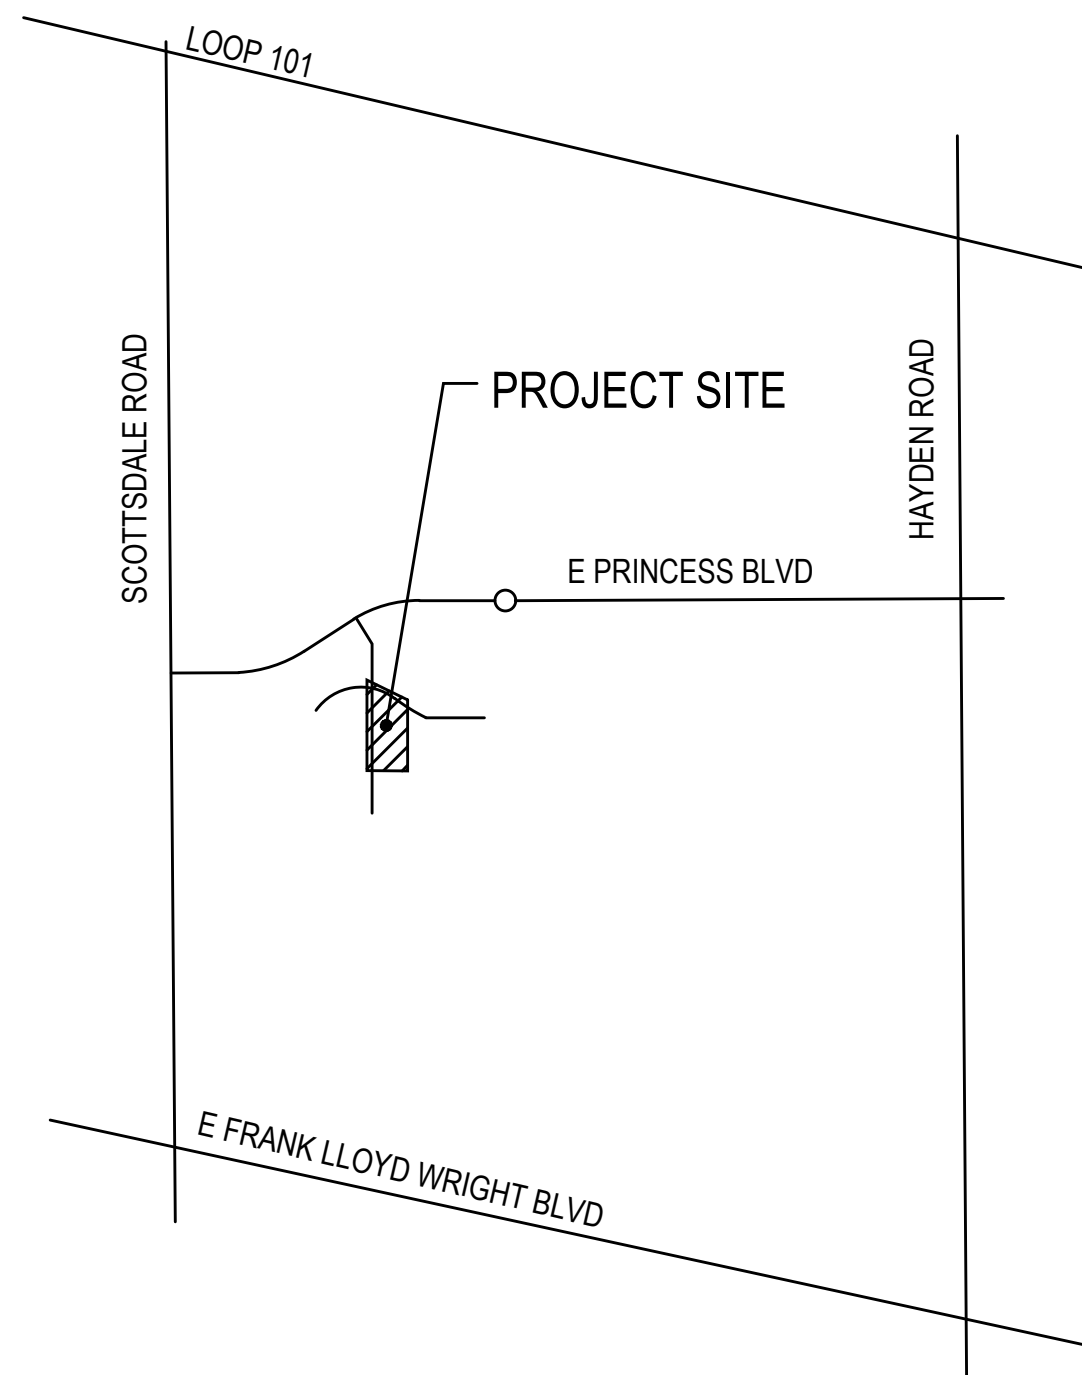 LOOP 101
SCOTTSDALE ROAD
HAYDEN ROAD
PROJECT SITE
E PRINCESS BLVD
E FRANK LLOYD WRIGHT BLVD